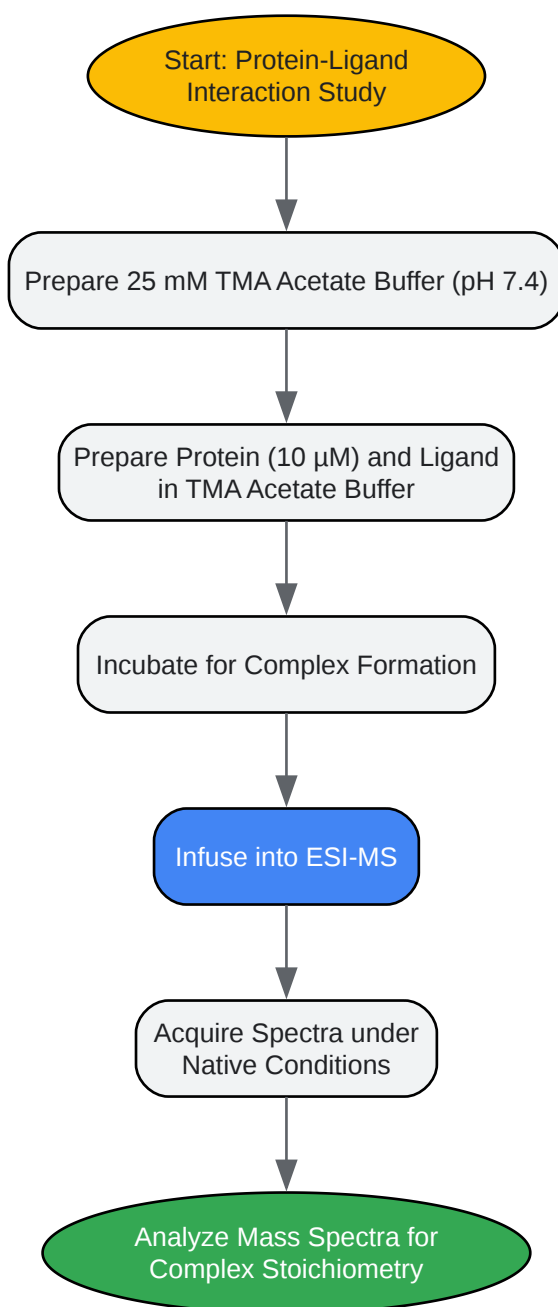 Start: Protein-Ligand
Interaction Study
Prepare 25 mM TMA Acetate Buffer (pH 7.4)
Prepare Protein (10 µM) and Ligand
in TMA Acetate Buffer
Incubate for Complex Formation
Infuse into ESI-MS
Acquire Spectra under
Native Conditions
Analyze Mass Spectra for
Complex Stoichiometry